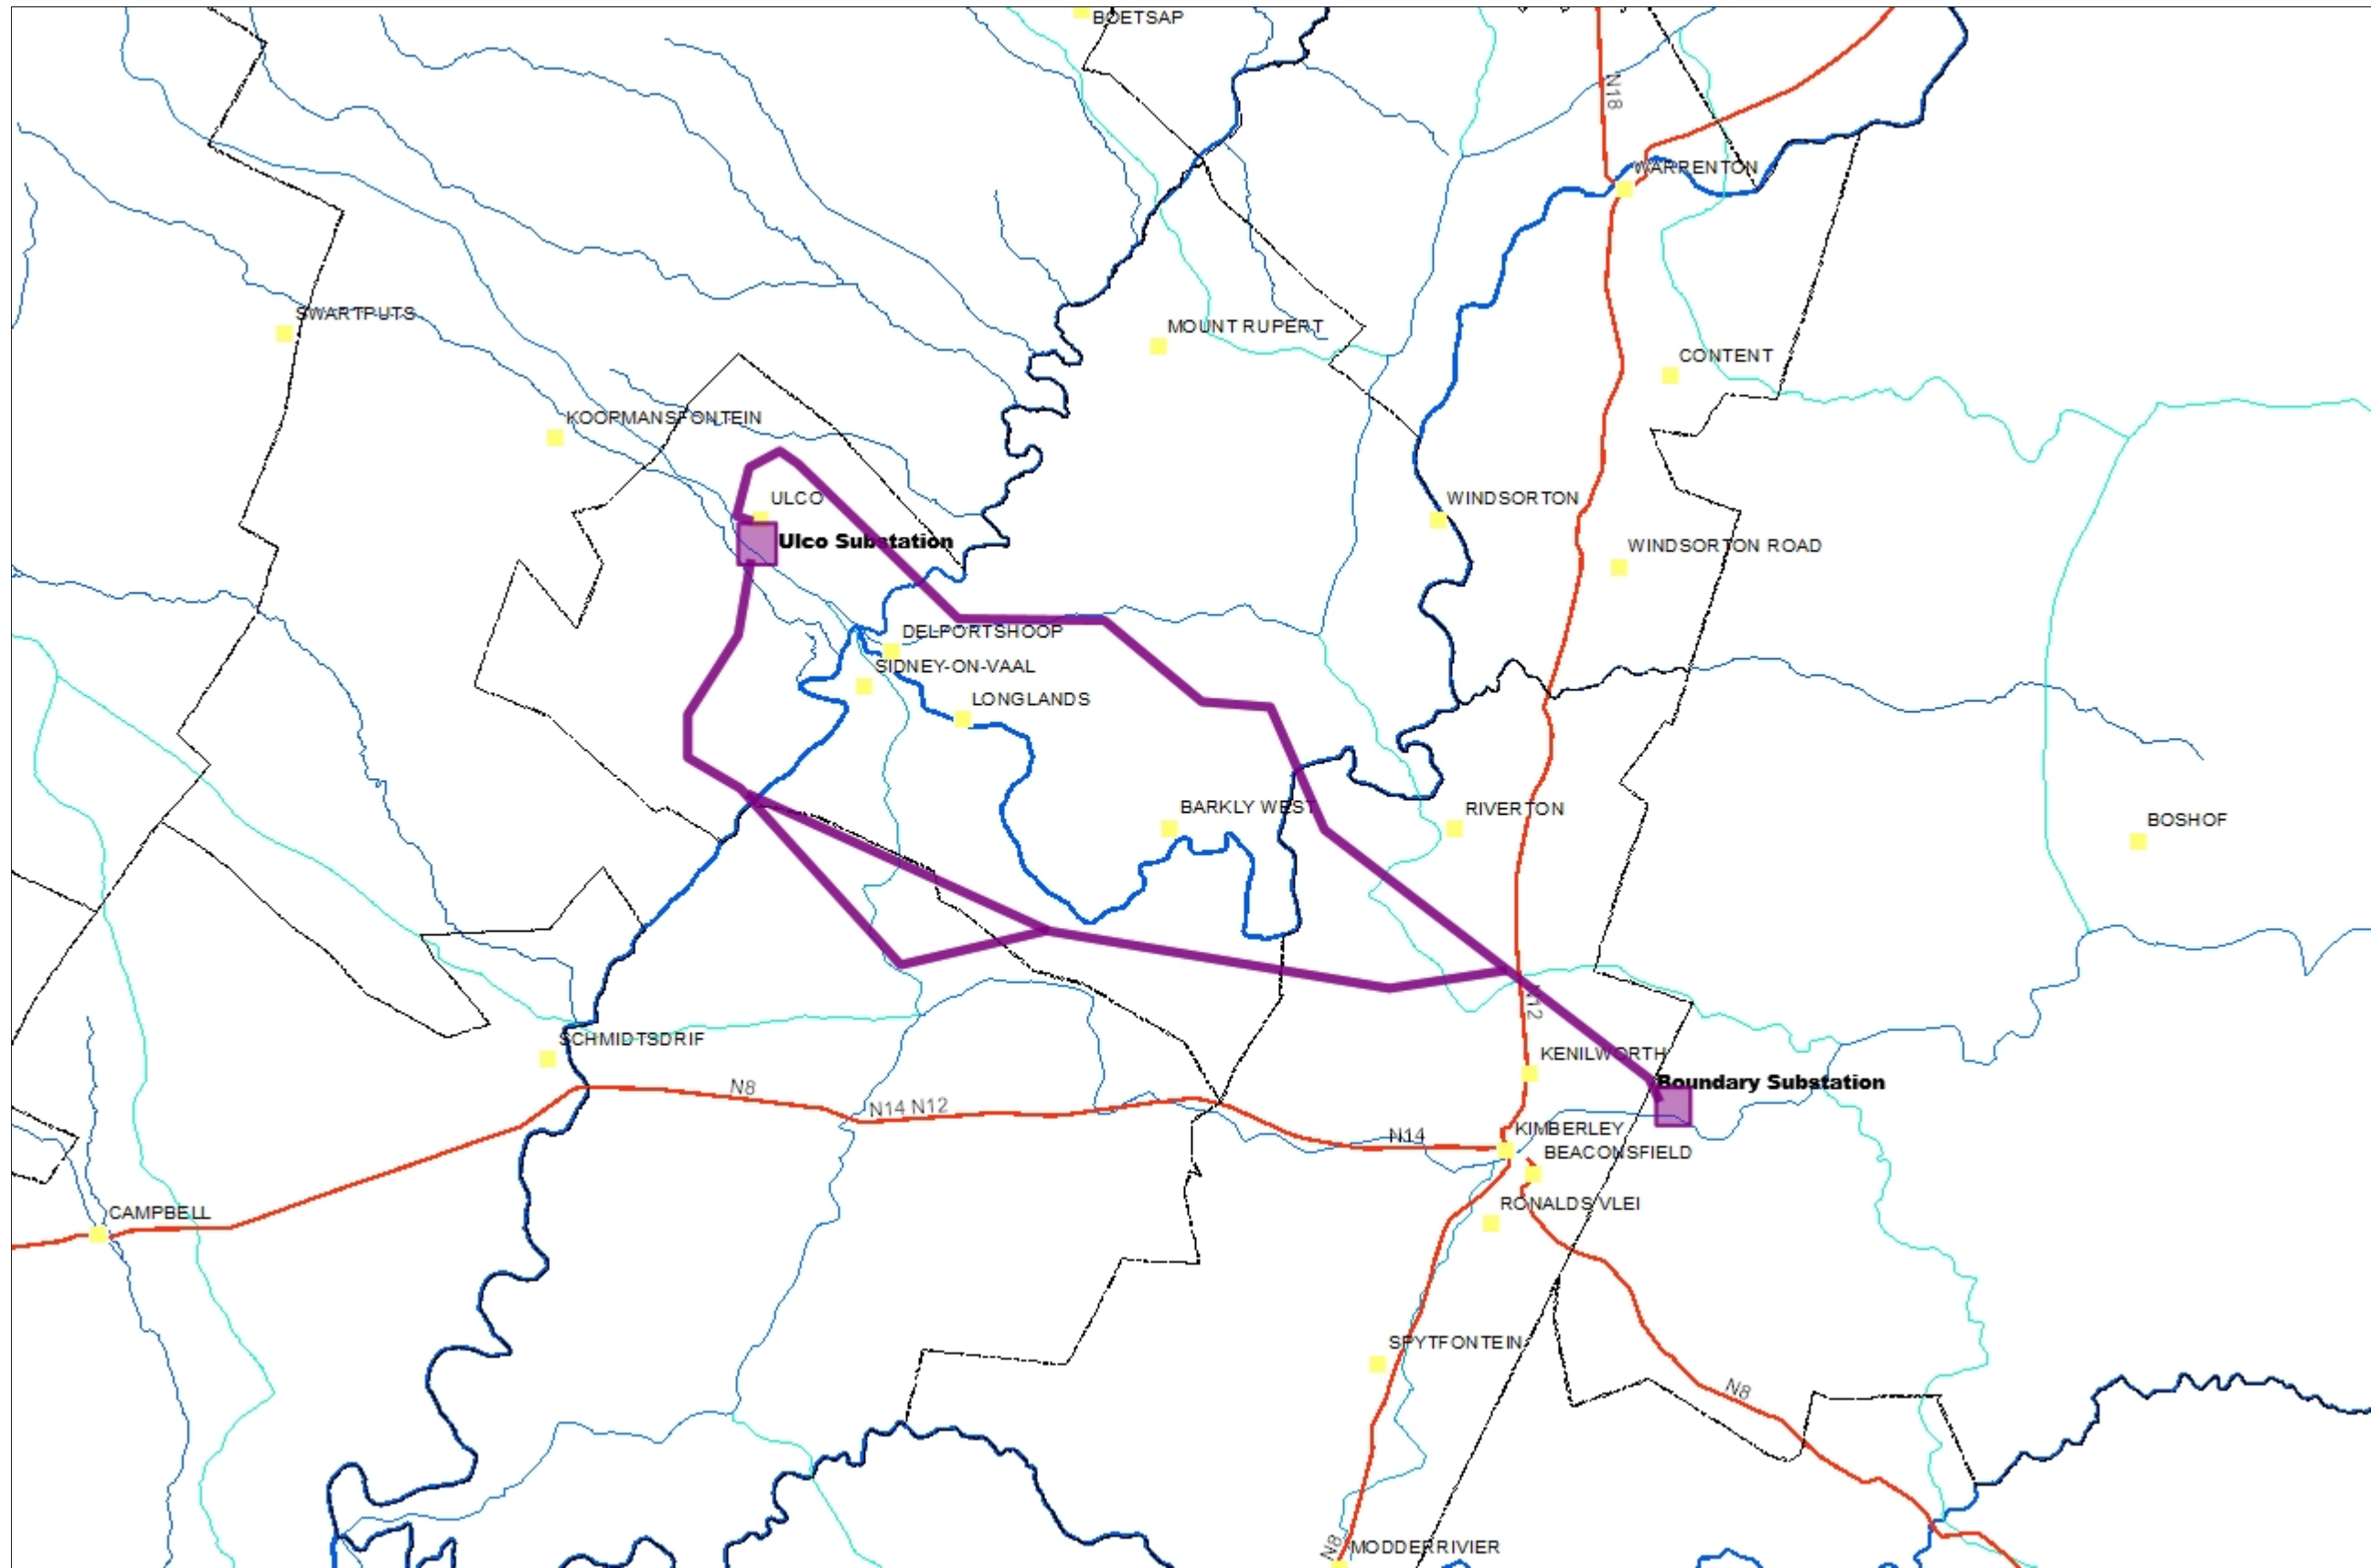 BOETSAP
N18
WARRENTON
SWARTPUTS
MOUNT RUPERT
CONTENT
KOOPMANSFONTEIN
ULCO
WINDSORTON
Ulco Substation
WINDSORTON ROAD
DELPORTSHOOP
SIDNEY-ON-VAAL
LONGLANDS
BARKLY WEST
RIVERTON
BOSHOF
N12
SCHMIDTSDRIF
KENILWORTH
Boundary Substation
N8
N14 N12
N14
KIMBERLEY
BEACONSFIELD
RONALDS VLEI
CAMPBELL
SPYTFONTEIN
N8
N8
MODDERRIVIER